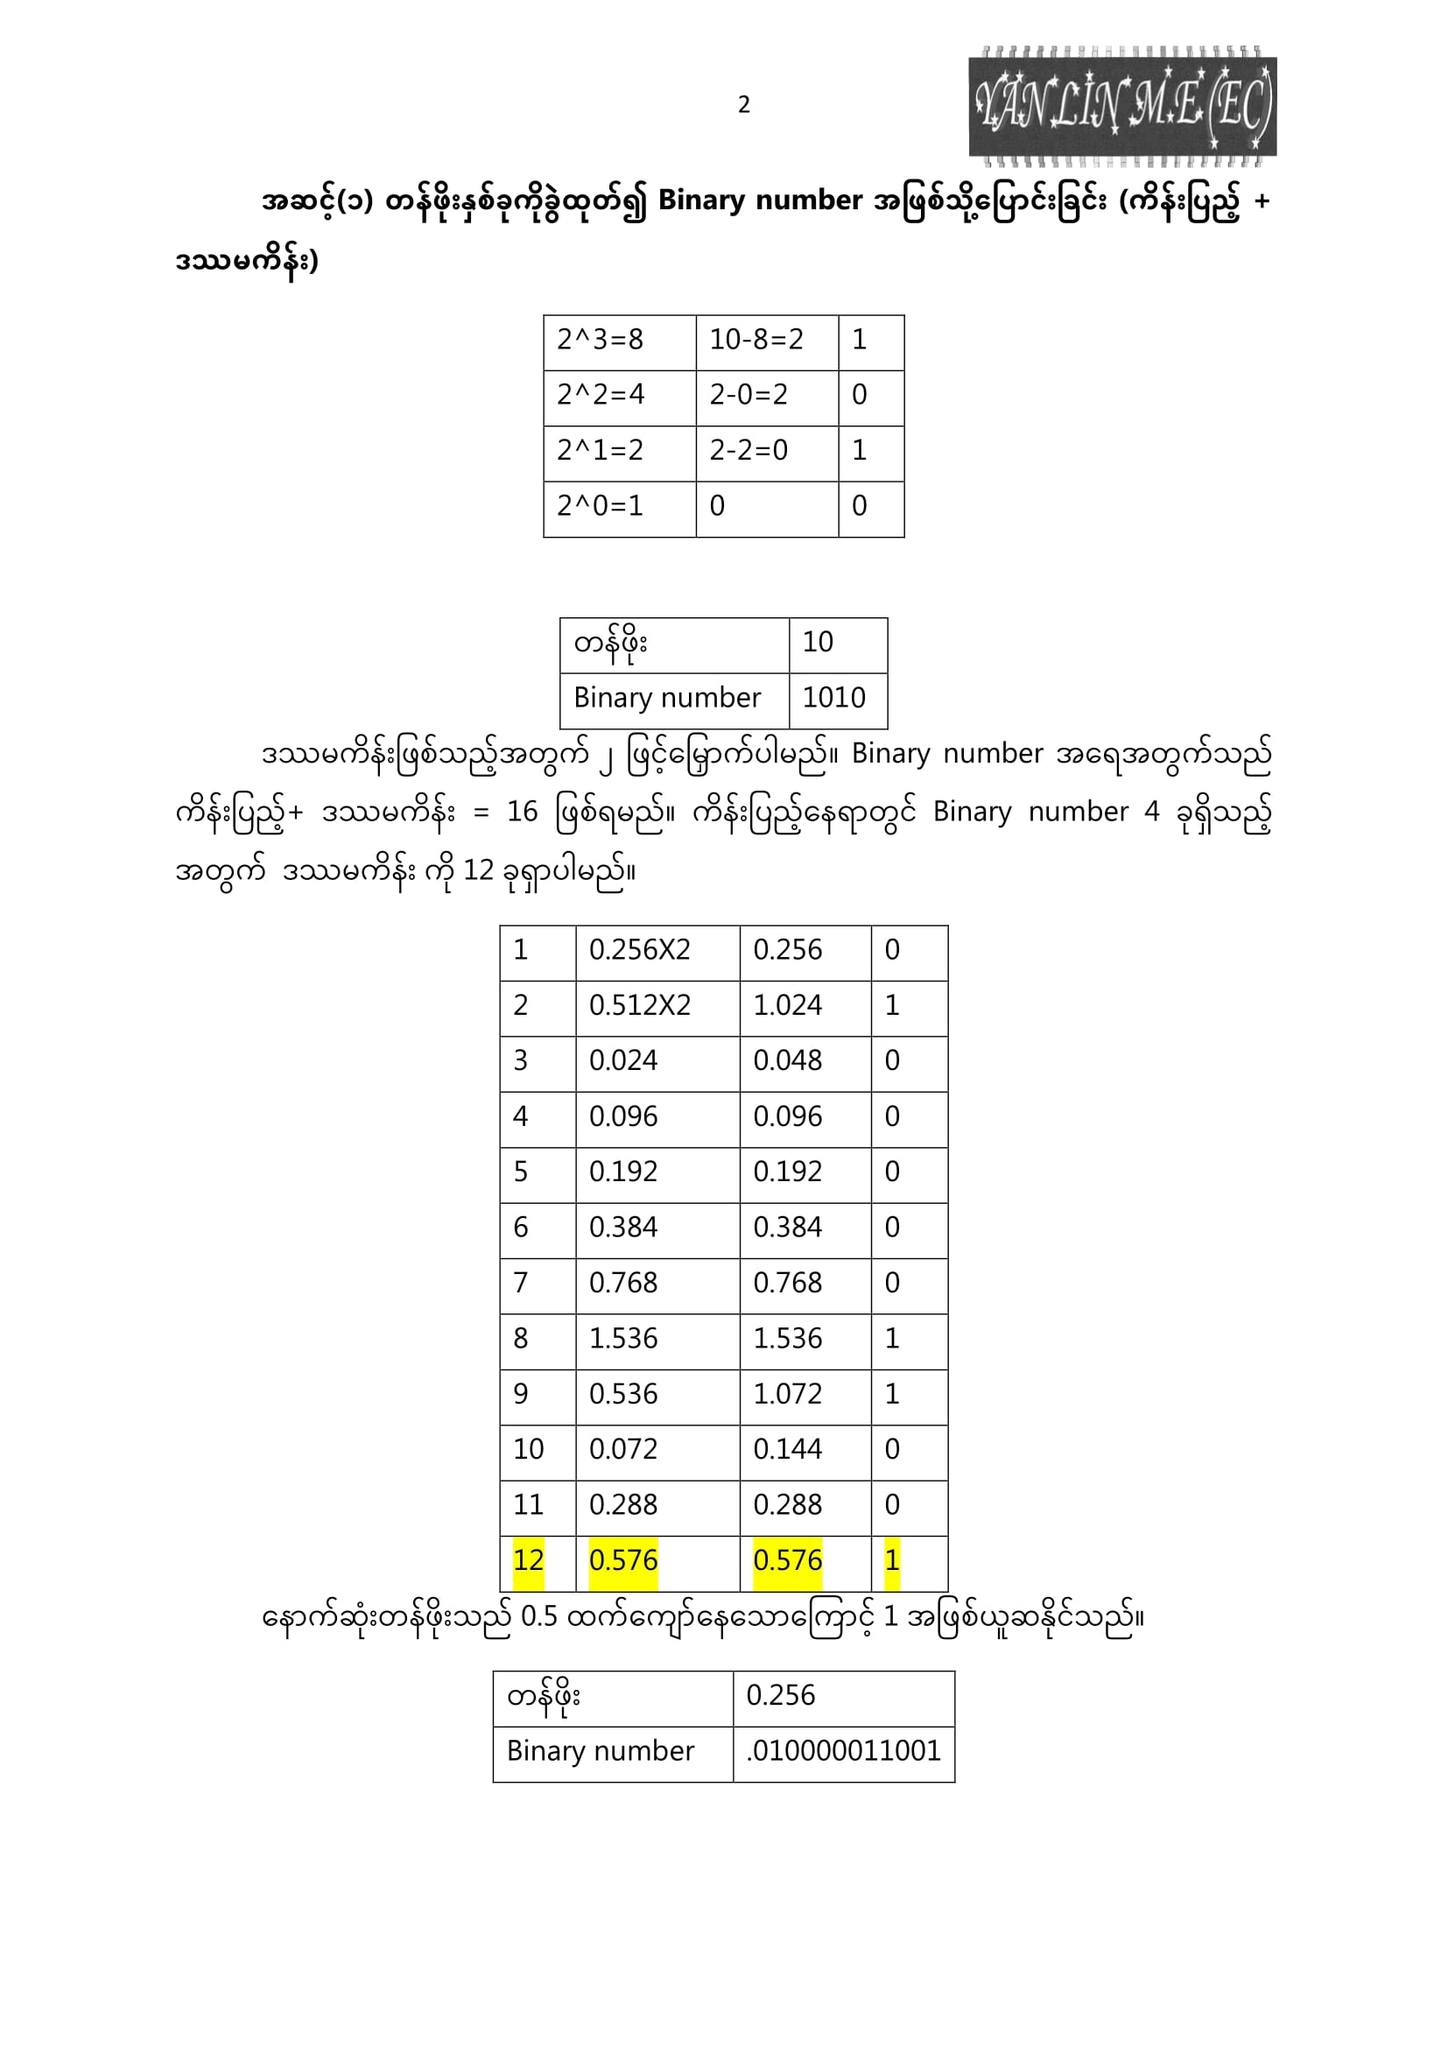 2
YAN LIN M.E(EC)
အဆင့်(၁) တန်ဖိုးနှစ်ခုကိုခွဲထုတ်၍ Binary number အဖြစ်သို့ပြောင်းခြင်း (ကိန်းပြည့် +
ဒဿမကိန်း)
2^3=8 10-8=2 1
2^2=4 2-0=2 0
2^1=2 2-2=0 1
2^0=1 0 0
တန်ဖိုး 10
Binary number 1010
ဒဿမကိန်းဖြစ်သည့်အတွက် ၂ ဖြင့်မြှောက်ပါမည်။ Binary number အရေအတွက်သည်
ကိန်းပြည့်+ ဒဿမကိန်း = 16 ဖြစ်ရမည်။ ကိန်းပြည့်နေရာတွင် Binary number 4 ခုရှိသည့်
အတွက် ဒဿမကိန်း ကို 12 ခုရှာပါမည်။
1 0.256X2 0.256 0
2 0.512X2 1.024 1
3 0.024 0.048 0
4 0.096 0.096 0
5 0.192 0.192 0
6 0.384 0.384 0
7 0.768 0.768 0
8 1.536 1.536 1
9 0.536 1.072 1
10 0.072 0.144 0
11 0.288 0.288 0
12 0.576 0.576 1
နောက်ဆုံးတန်ဖိုးသည် 0.5 ထက်ကျော်နေသောကြောင့် 1 အဖြစ်ယူဆနိုင်သည်။
တန်ဖိုး 0.256
Binary number .010000011001